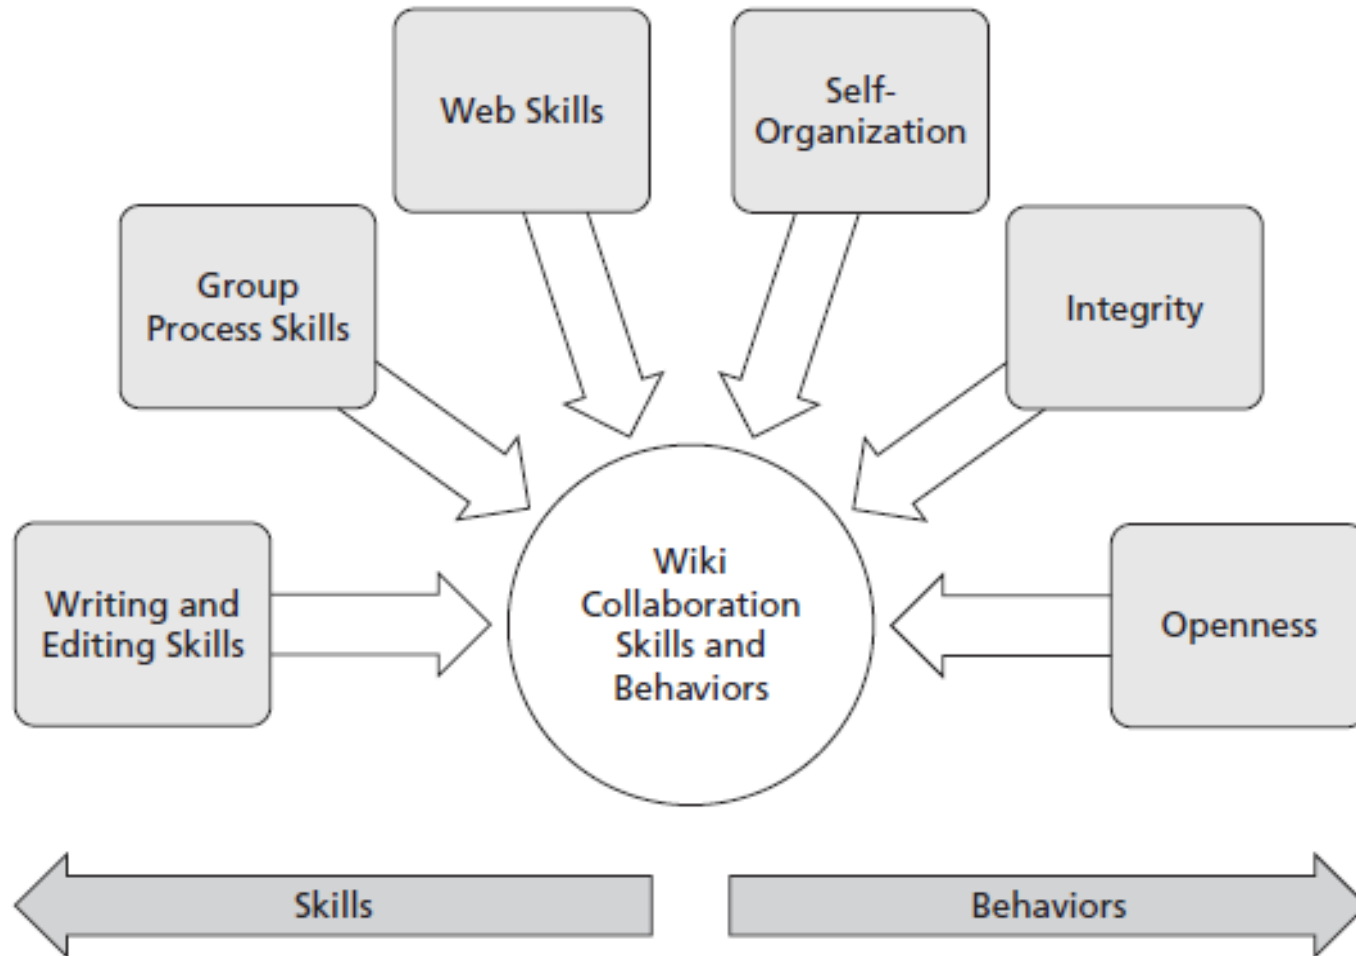 Web Skills
Self-
Organization
Group
Process Skills
Integrity
Writing and
Editing Skills
Wiki
Collaboration
Skills and
Behaviors
Openness
Skills
Behaviors